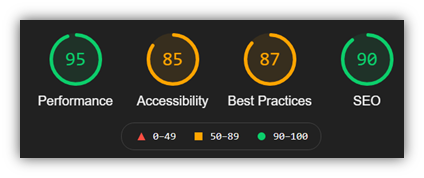 95 85 87 90
Performance Accessibility Best Practices SEO
0–49 50–89 90–100